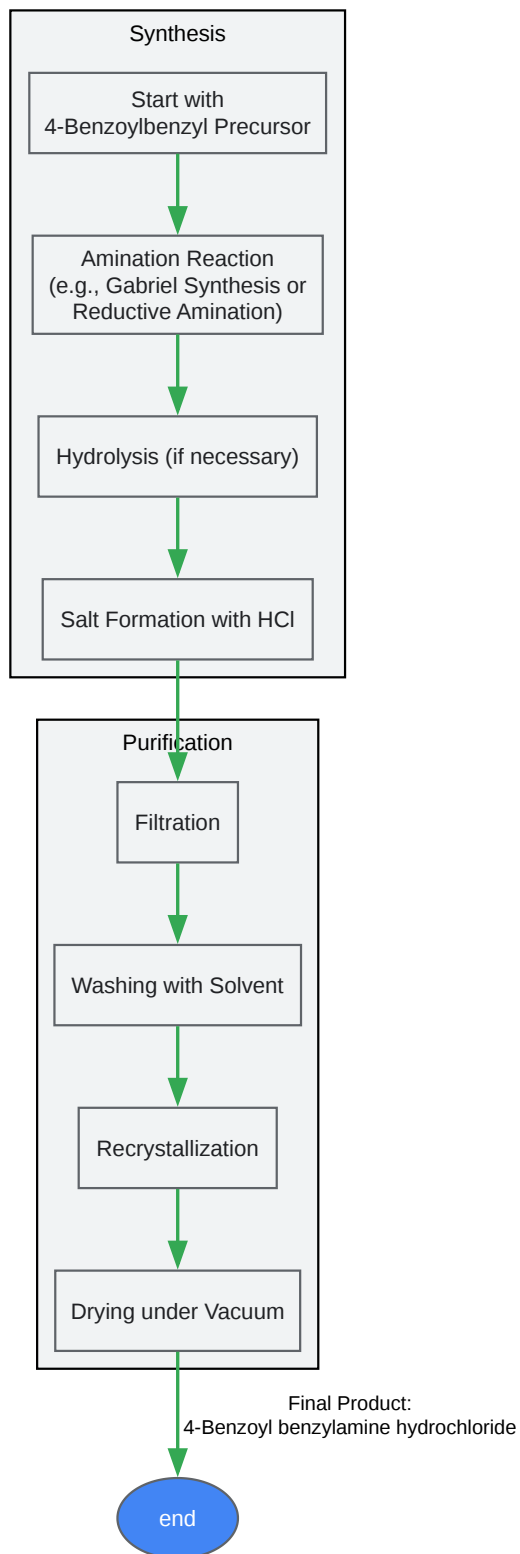 Synthesis
Start with
4-Benzoylbenzyl Precursor
Amination Reaction
(e.g., Gabriel Synthesis or
Reductive Amination)
Hydrolysis (if necessary)
Salt Formation with HCl
Purification
Filtration
Washing with Solvent
Recrystallization
Drying under Vacuum
Final Product:
4-Benzoyl benzylamine hydrochloride
end